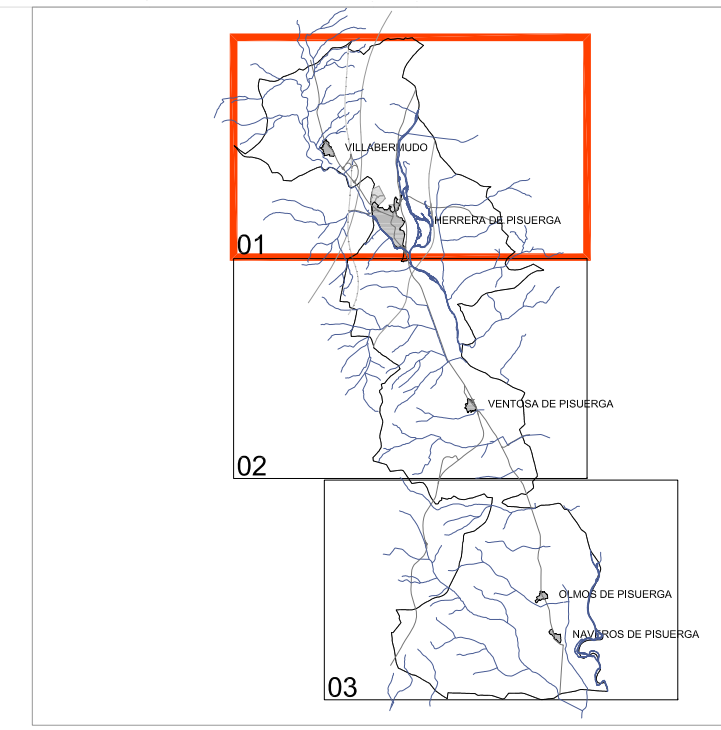 VILLABERMUDO
HERRERA DE PISUERGA
01
VENTOSA DE PISUERGA
02
OLMOS DE PISUERGA
NAVEROS DE PISUERGA
03